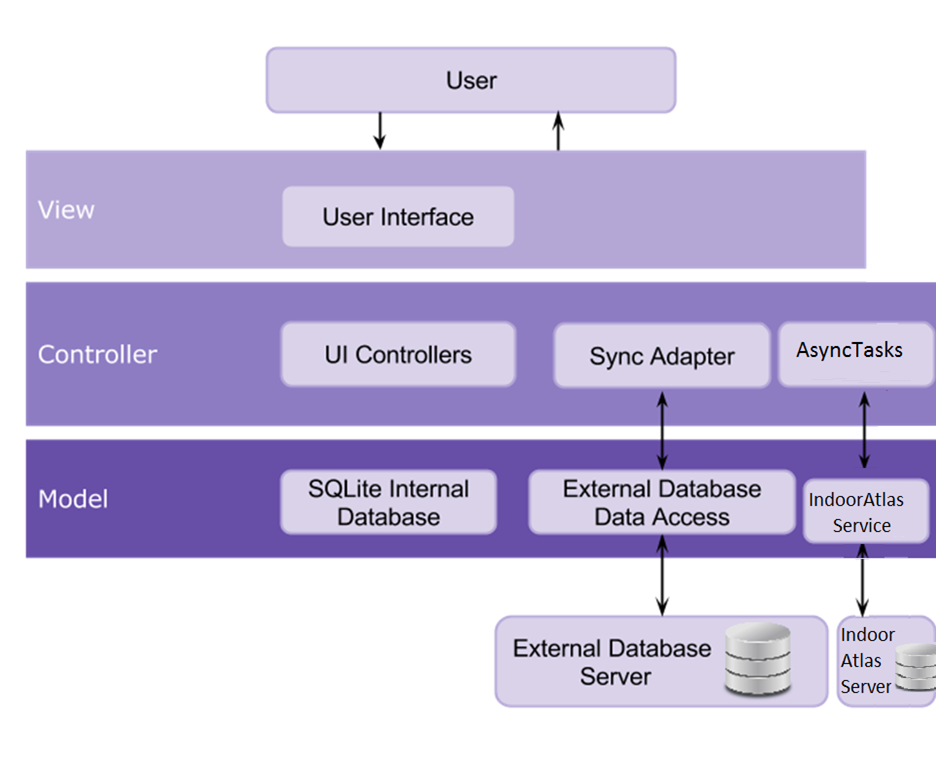 User
View
User Interface
Controller
UI Controllers
Sync Adapter
AsyncTasks
Model
SQLite Internal
Database
External Database
Data Access
IndoorAtlas
Service
External Database
Server
Indoor
Atlas
Server